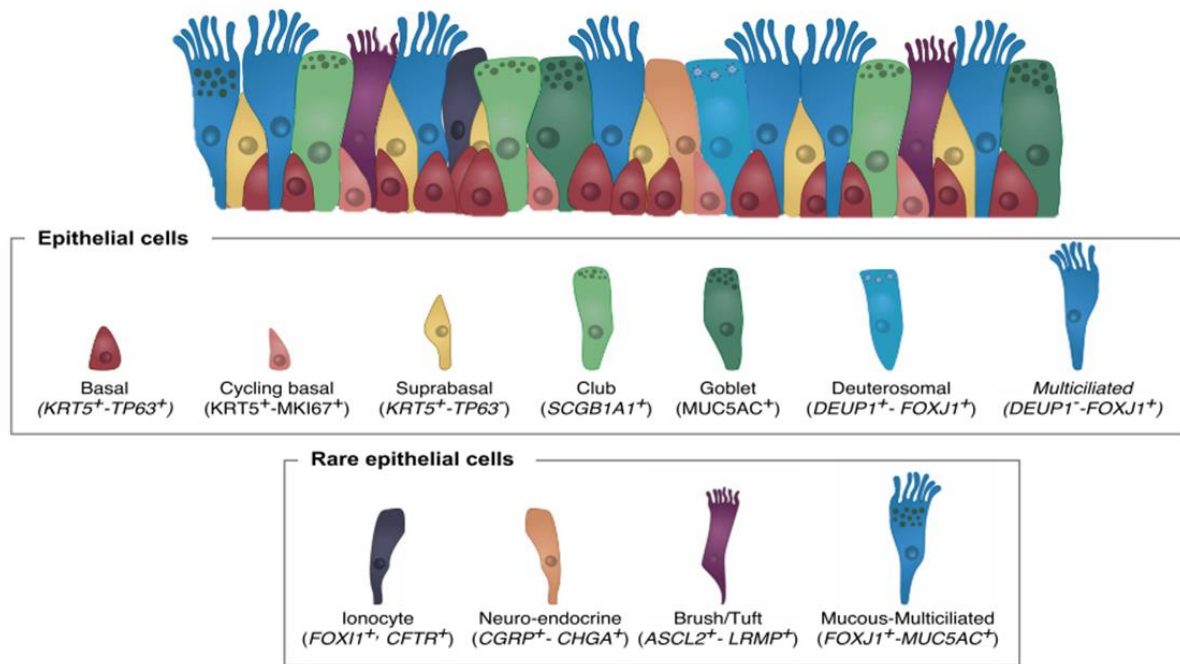 Epithelial cells
Basal Cycling basal Suprabasal Club Goblet Deuterosomal Multiciliated
(KRT5⁺-TP63⁺) (KRT5⁺-MKI67⁺) (KRT5⁺-TP63⁻) (SCGB1A1⁺) (MUC5AC⁺) (DEUP1⁺- FOXJ1⁺) (DEUP1⁻-FOXJ1⁺)
Rare epithelial cells
Ionocyte Neuro-endocrine Brush/Tuft Mucous-Multiciliated
(FOXI1⁺, CFTR⁺) (CGRP⁺- CHGA⁺) (ASCL2⁺- LRMP⁺) (FOXJ1⁺-MUC5AC⁺)